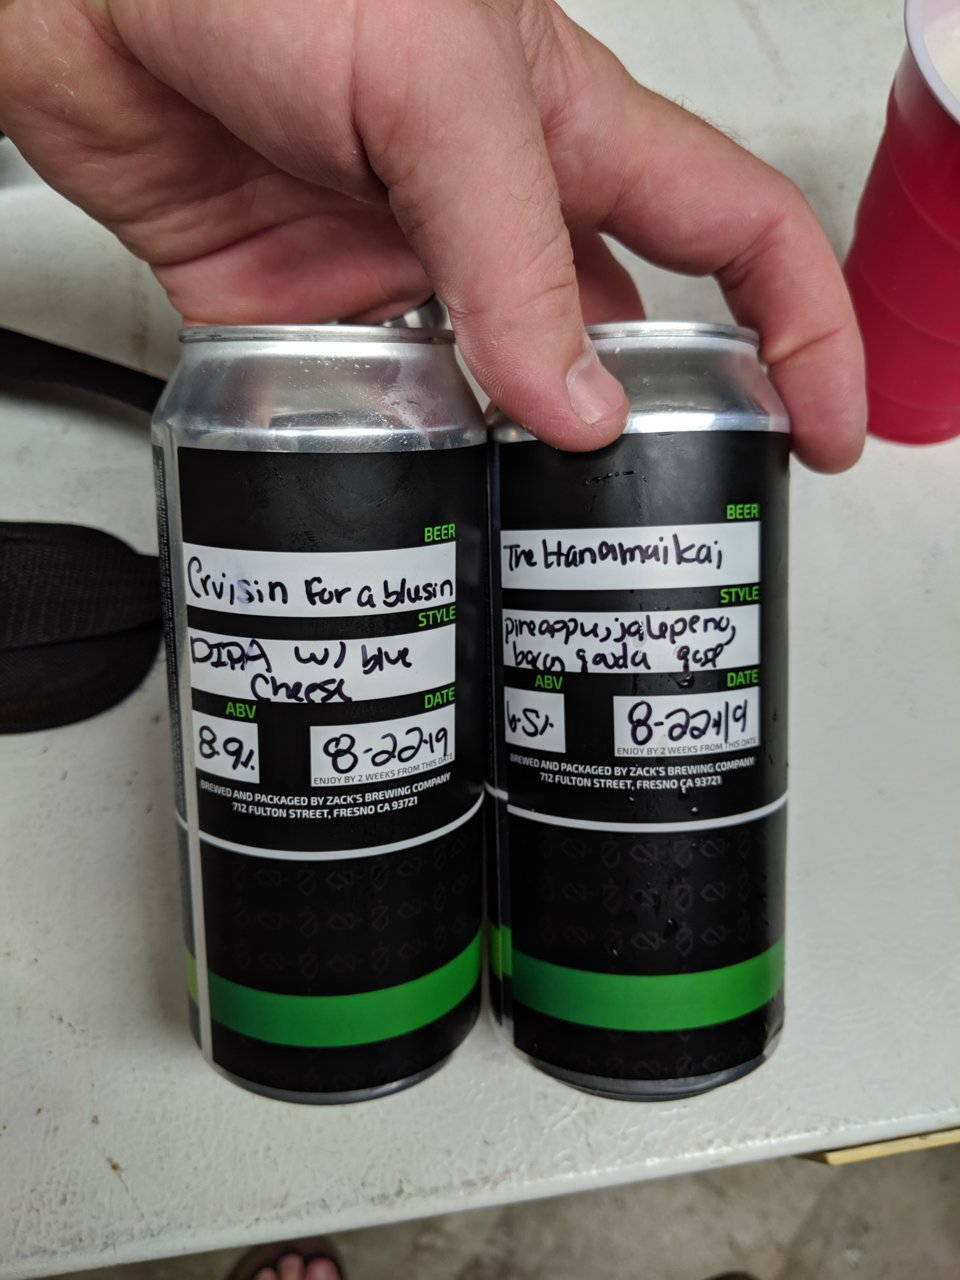 BEER
Cruisin For a blusin
STYLE
DIPA w/ blue
Cheese
ABV
DATE
8.9%
8-22-19
ENJOY BY 2 WEEKS FROM THIS DATE
BREWED AND PACKAGED BY ZACK'S BREWING COMPANY
712 FULTON STREET, FRESNO CA 93721
BEER
The Hanamaikai
STYLE
pineapple, jalepeno,
gouda
ABV
DATE
6.5%
8-22-19
ENJOY BY 2 WEEKS FROM THIS DATE
BREWED AND PACKAGED BY ZACK'S BREWING COMPANY
712 FULTON STREET, FRESNO CA 93721